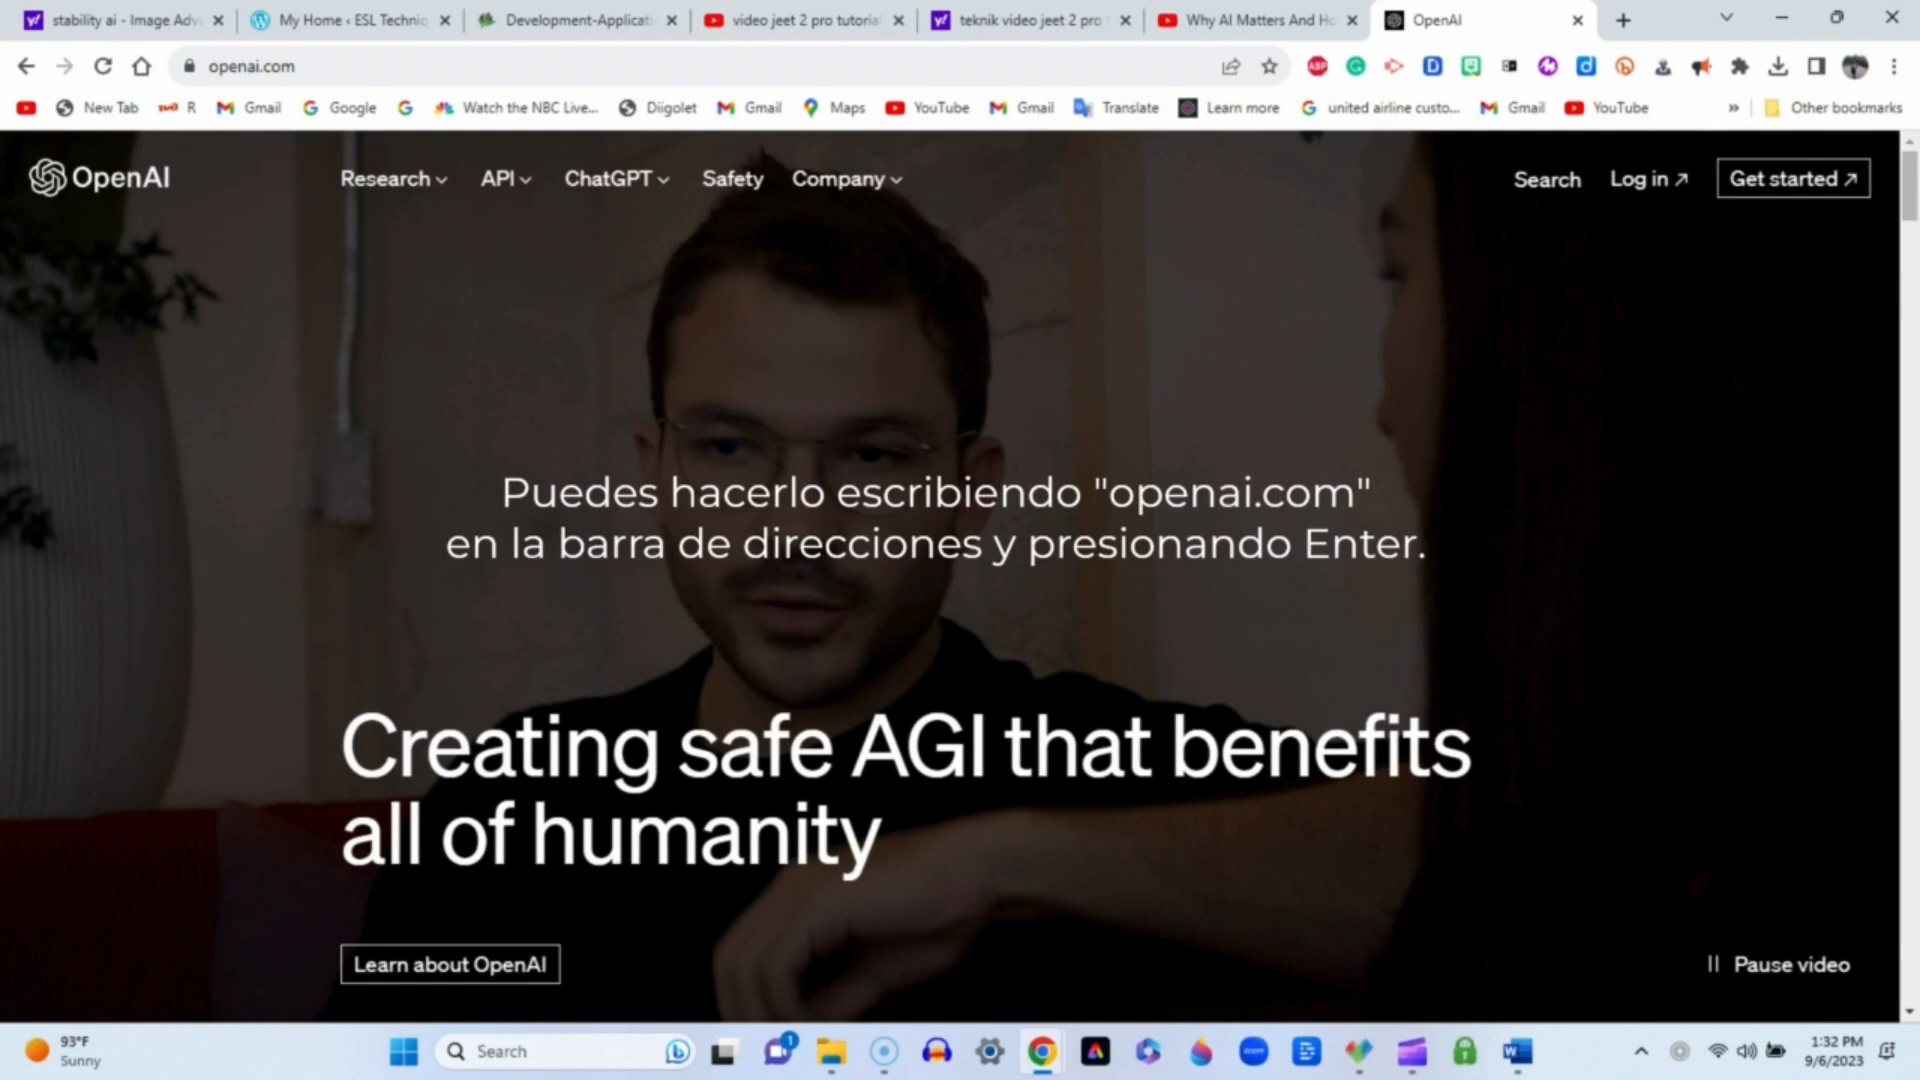 stability ai - Image Adv
My Home ‹ ESL Techniq
Development-Applicati
video jeet 2 pro tutoria
teknik video jeet 2 pro
Why AI Matters And Ho
OpenAI
openai.com
New Tab
R
Gmail
Google
Watch the NBC Live...
Diigolet
Gmail
Maps
YouTube
Gmail
Translate
Learn more
united airline custo...
Gmail
YouTube
»
Other bookmarks
OpenAI
Research
API
ChatGPT
Safety
Company
Search
Log in ↗
Get started ↗
Puedes hacerlo escribiendo "openai.com"
en la barra de direcciones y presionando Enter.
Creating safe AGI that benefits
all of humanity
Learn about OpenAI
Pause video
93°F
Sunny
Search
1
zoom
1:32 PM
9/6/2023